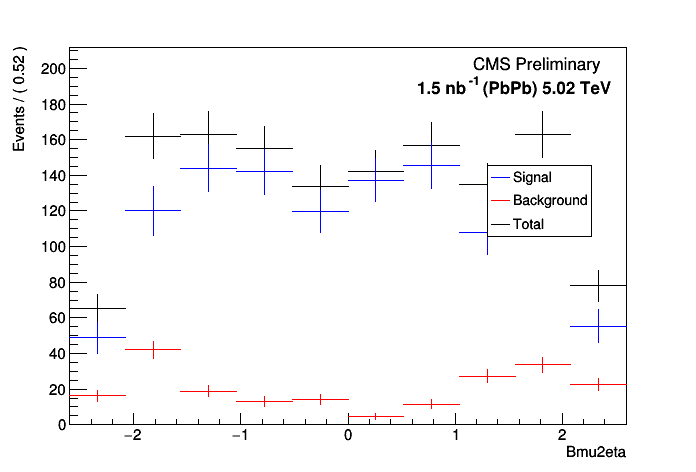 CMS Preliminary
1.5 nb-1 (PbPb) 5.02 TeV
Events / ( 0.52 )
200
180
160
140
120
100
80
60
40
20
0
Signal
Background
Total
−2 −1 0 1 2
Bmu2eta